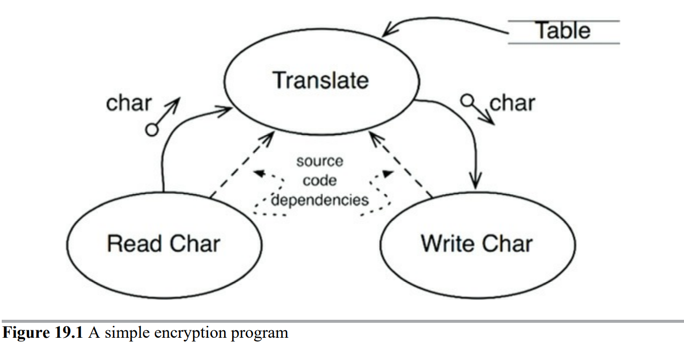 Table
Translate
char
char
source
code
dependencies
Read Char
Write Char
Figure 19.1 A simple encryption program